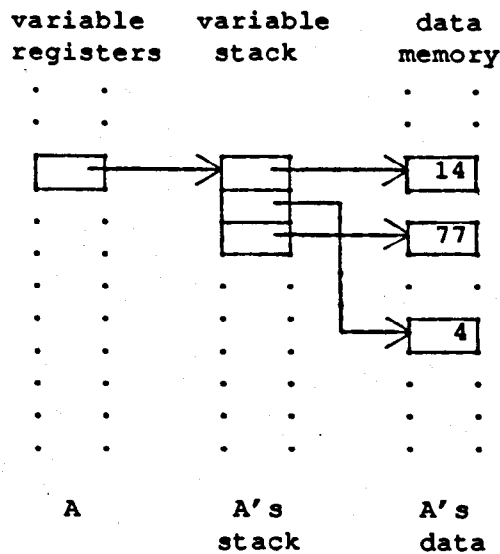 variable variable data
registers stack memory
14
77
4
A A's A's
stack data